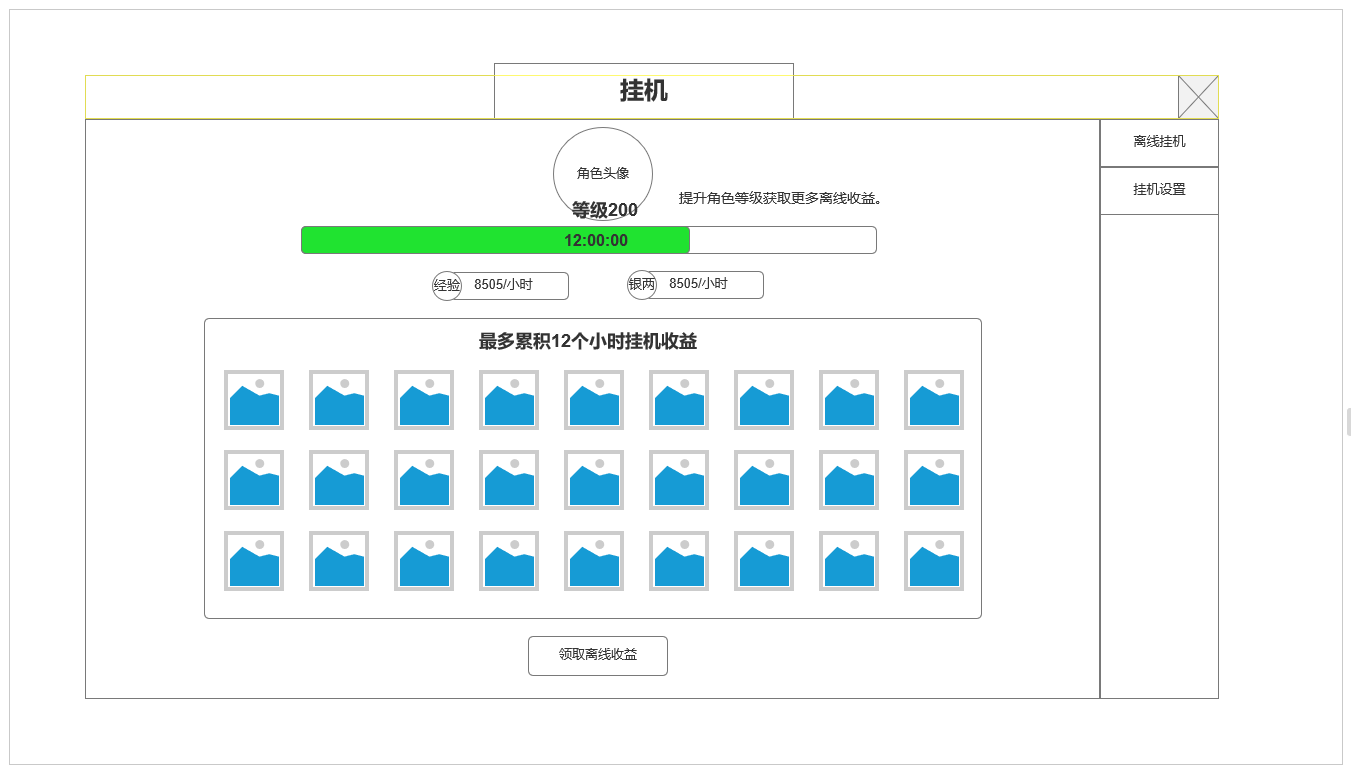 挂机
离线挂机
角色头像
挂机设置
提升角色等级获取更多离线收益。
等级200
12:00:00
经验 8505/小时
银两 8505/小时
最多累积12个小时挂机收益
领取离线收益